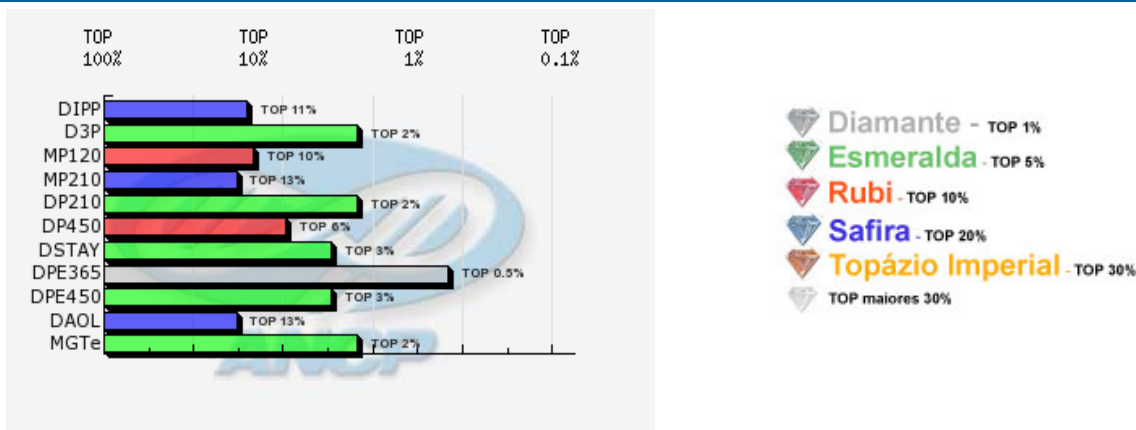 TOP TOP TOP TOP
100% 10% 1% 0.1%
DIPP TOP 11%
D3P TOP 2%
MP120 TOP 10%
MP210 TOP 13%
DP210 TOP 2%
DP450 TOP 6%
DSTAY TOP 3%
DPE365 TOP 0.5%
DPE450 TOP 3%
DAOL TOP 13%
MGTe TOP 2%
ANCP
Diamante - TOP 1%
Esmeralda - TOP 5%
Rubi - TOP 10%
Safira - TOP 20%
Topázio Imperial - TOP 30%
TOP maiores 30%